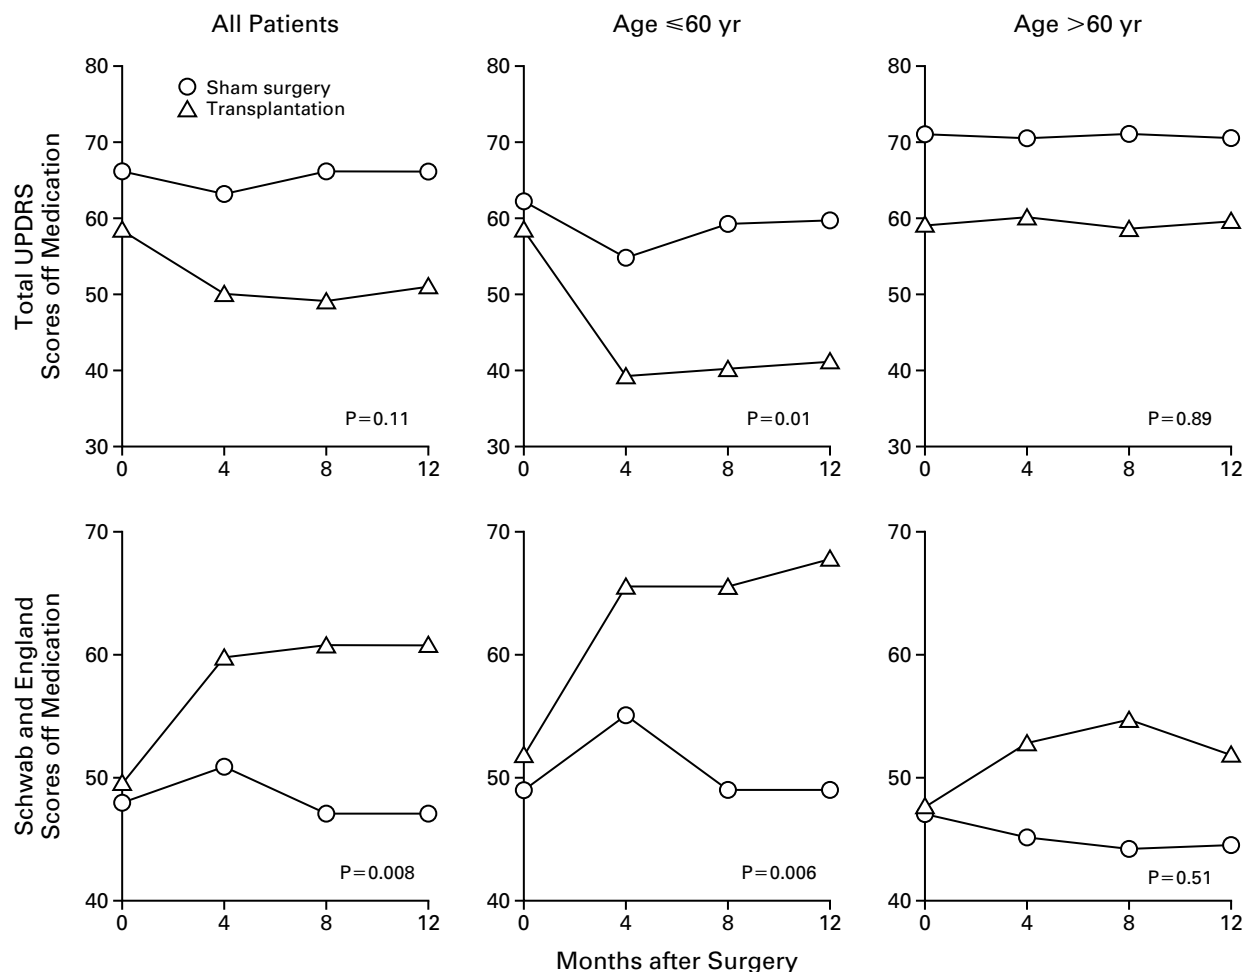 All Patients
Age ⩽60 yr
Age >60 yr
Total UPDRS
Scores off Medication
80
70
60
50
40
30
Sham surgery
Transplantation
P=0.11
0 4 8 12
80
70
60
50
40
30
P=0.01
0 4 8 12
80
70
60
50
40
30
P=0.89
0 4 8 12
Schwab and England
Scores off Medication
70
60
50
40
P=0.008
0 4 8 12
70
60
50
40
P=0.006
0 4 8 12
70
60
50
40
P=0.51
0 4 8 12
Months after Surgery